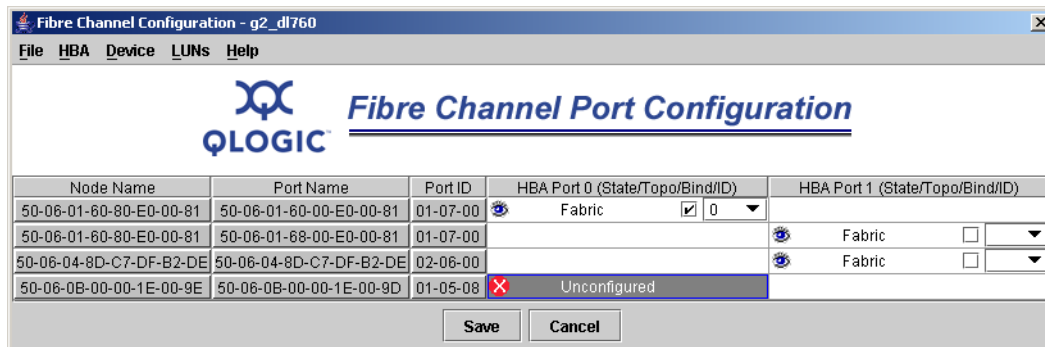 Fibre Channel Configuration - g2_dl760
File HBA Device LUNs Help
QLOGIC
Fibre Channel Port Configuration
Node Name Port Name Port ID HBA Port 0 (State/Topo/Bind/ID) HBA Port 1 (State/Topo/Bind/ID)
50-06-01-60-80-E0-00-81 50-06-01-60-00-E0-00-81 01-07-00 Fabric 0
50-06-01-60-80-E0-00-81 50-06-01-68-00-E0-00-81 01-07-00 Fabric
50-06-04-8D-C7-DF-B2-DE 50-06-04-8D-C7-DF-B2-DE 02-06-00 Fabric
50-06-0B-00-00-1E-00-9E 50-06-0B-00-00-1E-00-9D 01-05-08 Unconfigured
Save Cancel